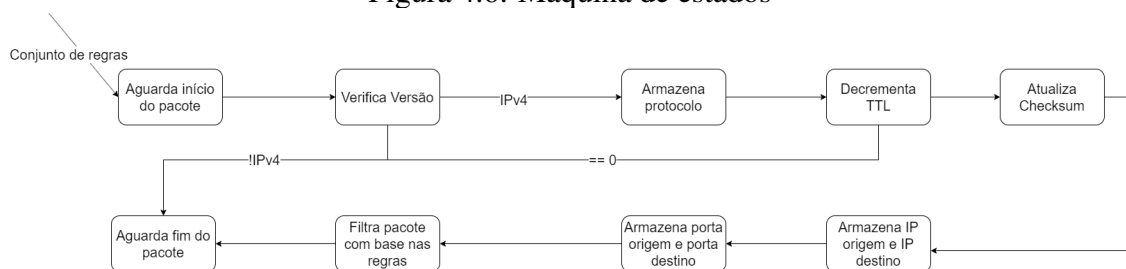 Figura 4.6: Máquina de estados
Conjunto de regras
Aguarda início
do pacote
Verifica Versão
IPv4
Armazena
protocolo
Decrementa
TTL
Atualiza
Checksum
!IPv4
== 0
Aguarda fim do
pacote
Filtra pacote
com base nas
regras
Armazena porta
origem e porta
destino
Armazena IP
origem e IP
destino